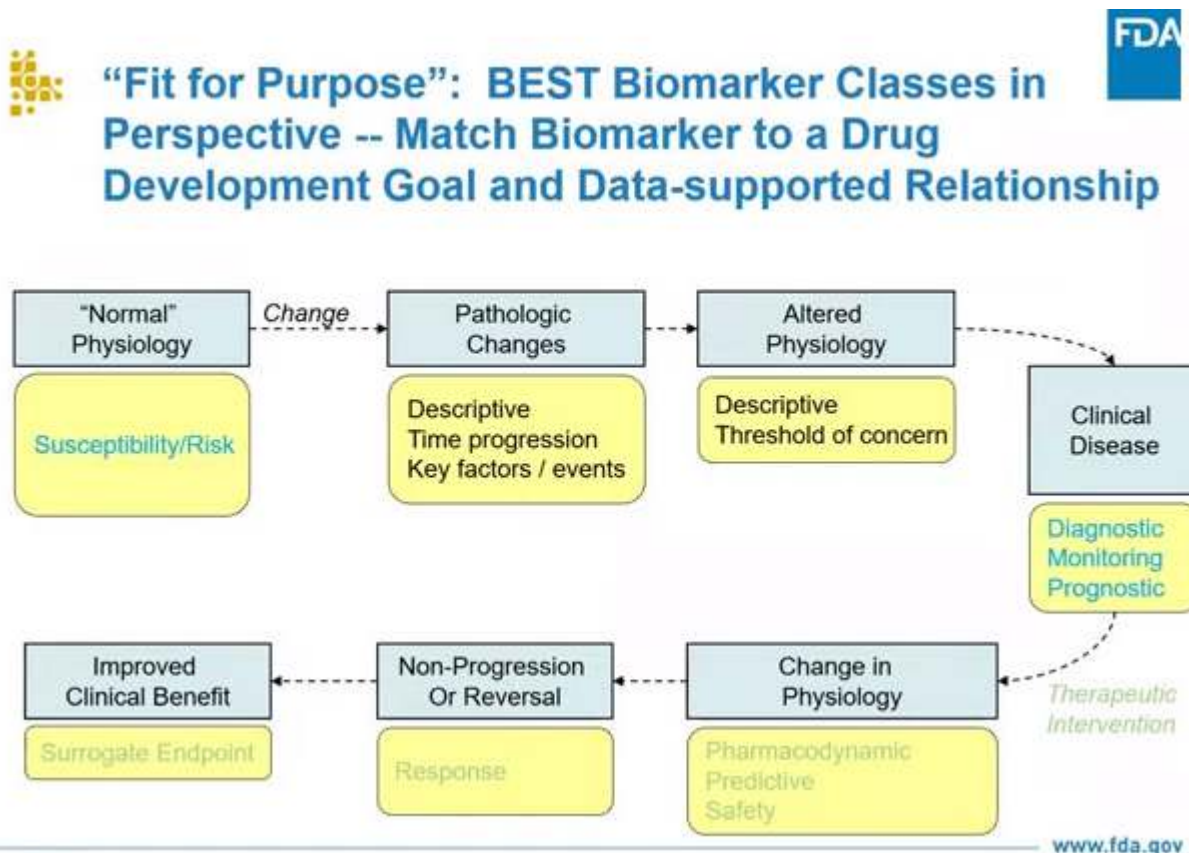 FDA
“Fit for Purpose”: BEST Biomarker Classes in
Perspective -- Match Biomarker to a Drug
Development Goal and Data-supported Relationship
“Normal”
Physiology
Change
Pathologic
Changes
Altered
Physiology
Clinical
Disease
Susceptibility/Risk
Descriptive
Time progression
Key factors / events
Descriptive
Threshold of concern
Diagnostic
Monitoring
Prognostic
Therapeutic
Intervention
Change in
Physiology
Pharmacodynamic
Predictive
Safety
Non-Progression
Or Reversal
Response
Improved
Clinical Benefit
Surrogate Endpoint
www.fda.gov